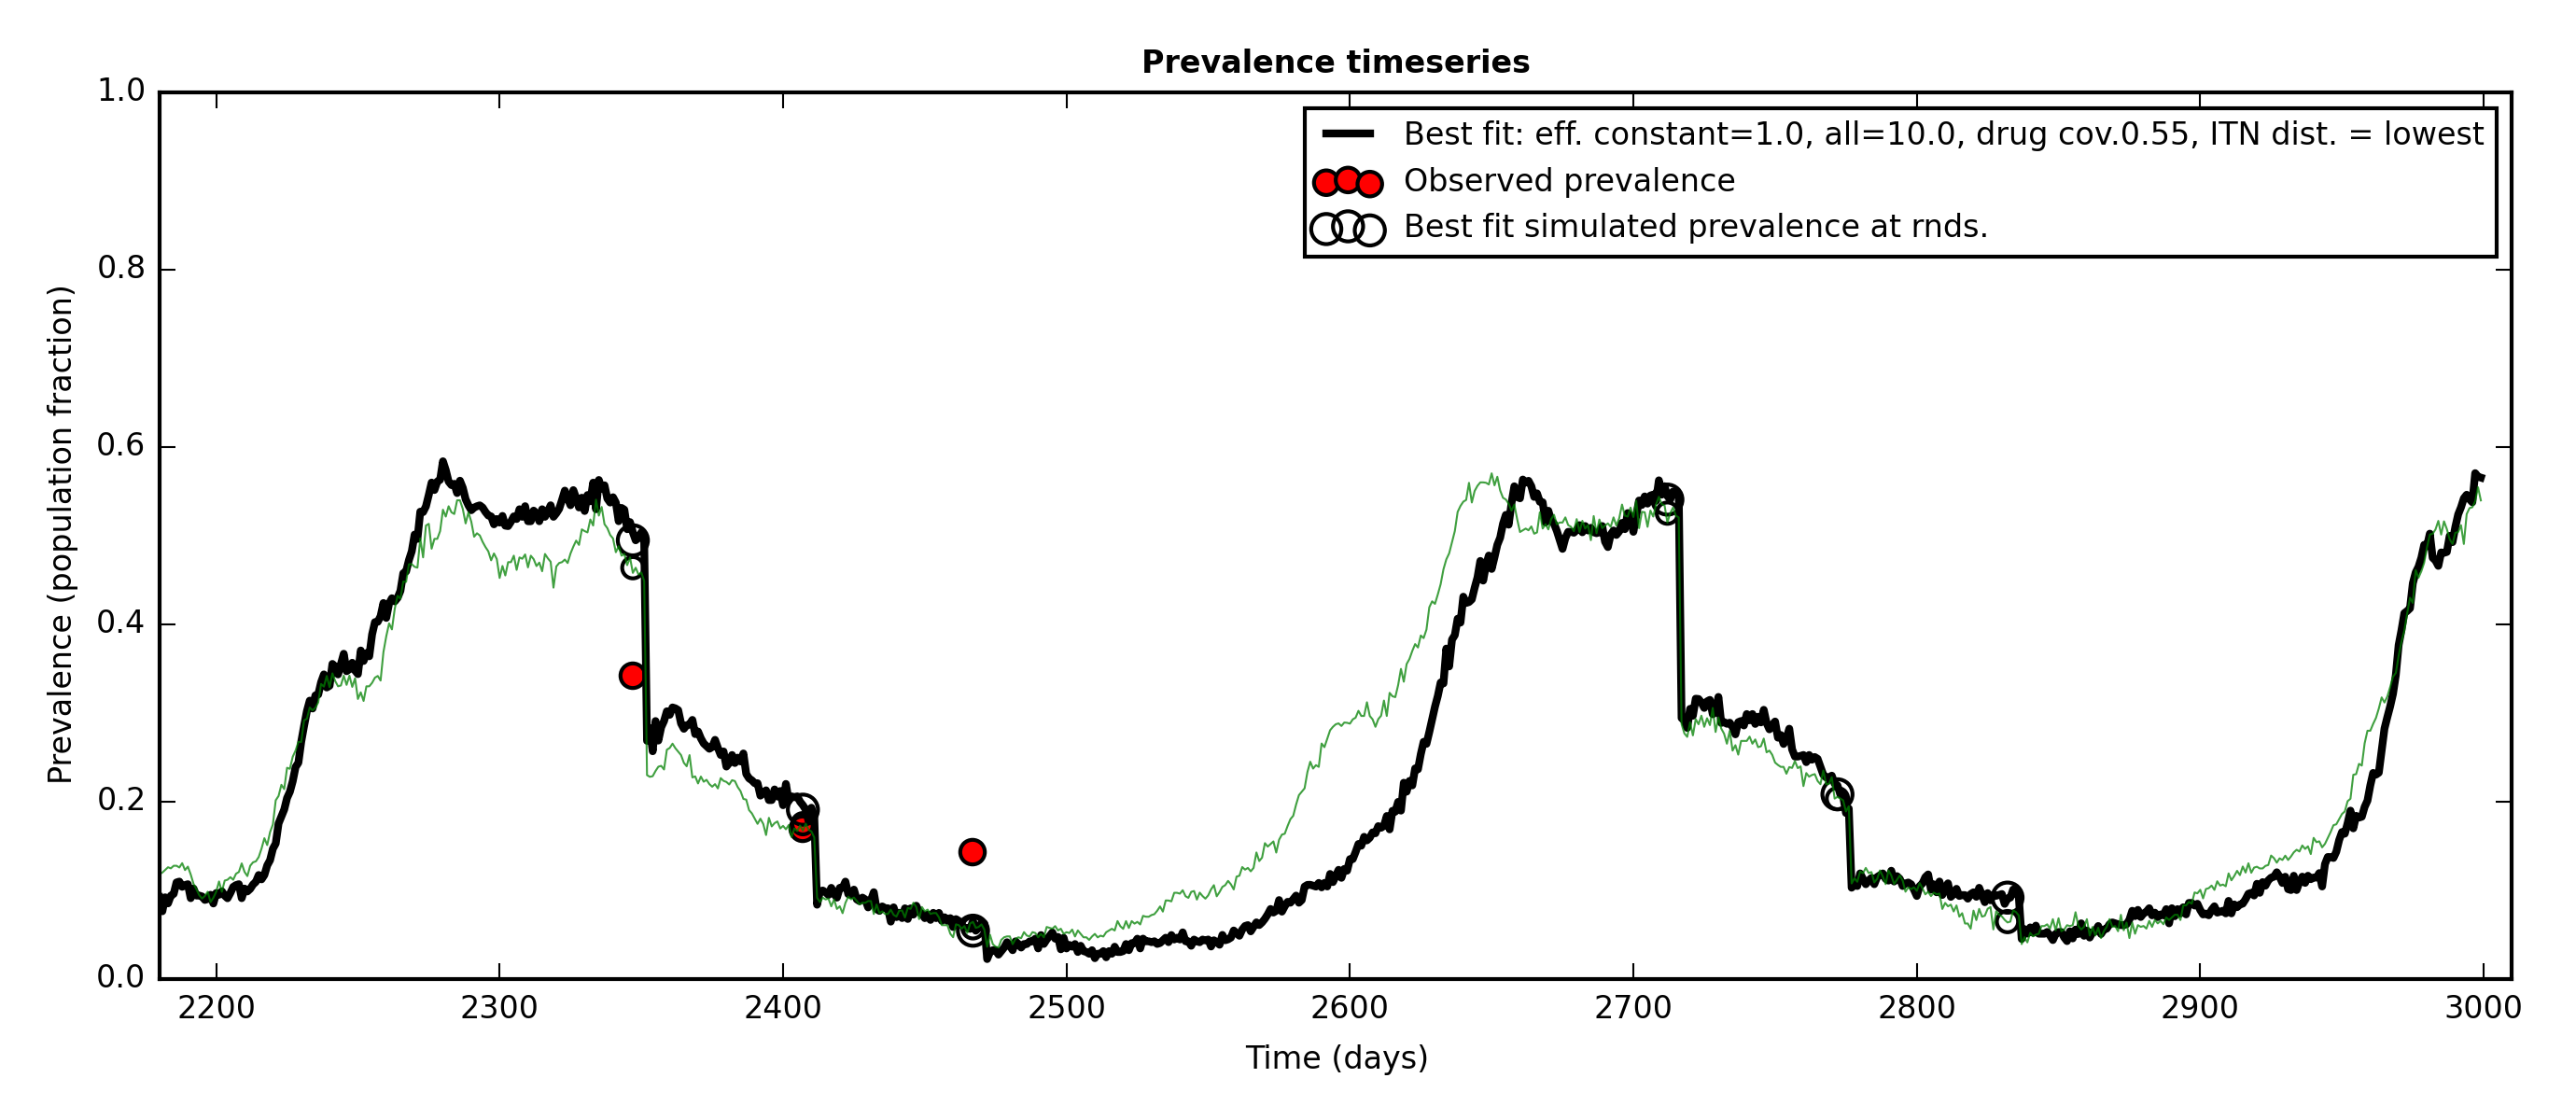 Prevalence timeseries
1.0
0.8
0.6
0.4
0.2
0.0
Prevalence (population fraction)
Best fit: eff. constant=1.0, all=10.0, drug cov.0.55, ITN dist. = lowest
Observed prevalence
Best fit simulated prevalence at rnds.
2200 2300 2400 2500 2600 2700 2800 2900 3000
Time (days)